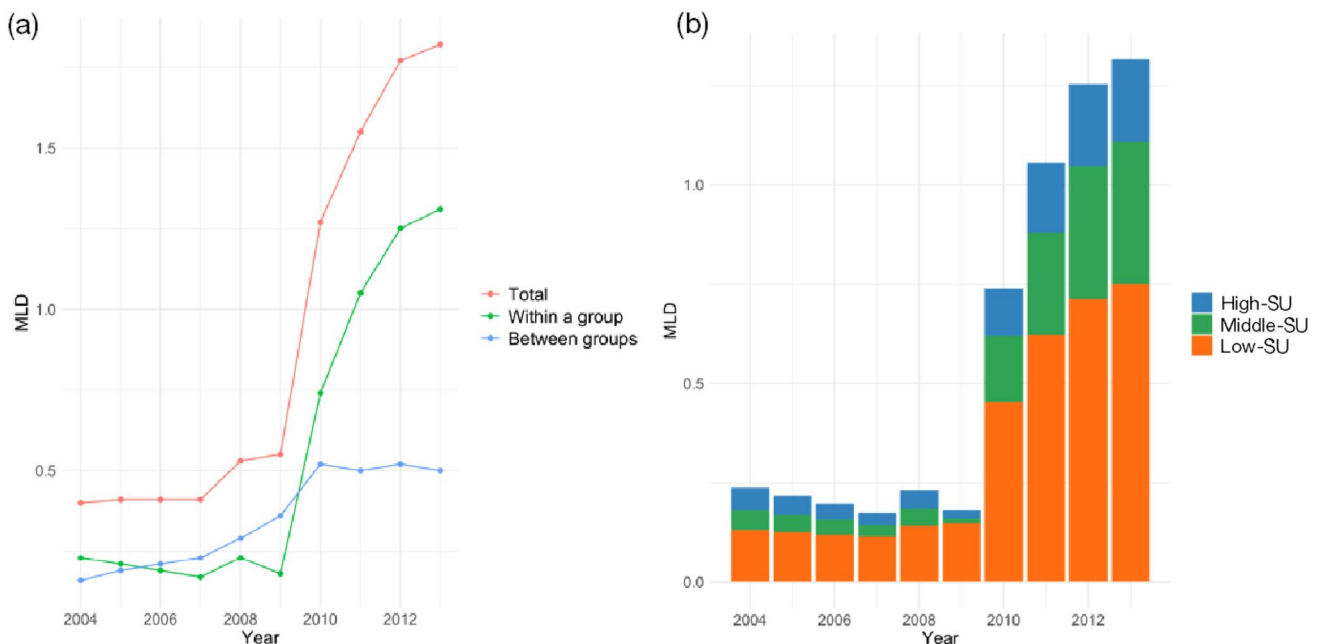 (a)
MLD
1.5
1.0
0.5
2004 2006 2008 2010 2012
Year
Total
Within a group
Between groups
(b)
MLD
1.0
0.5
0.0
2004 2006 2008 2010 2012
Year
High-SU
Middle-SU
Low-SU